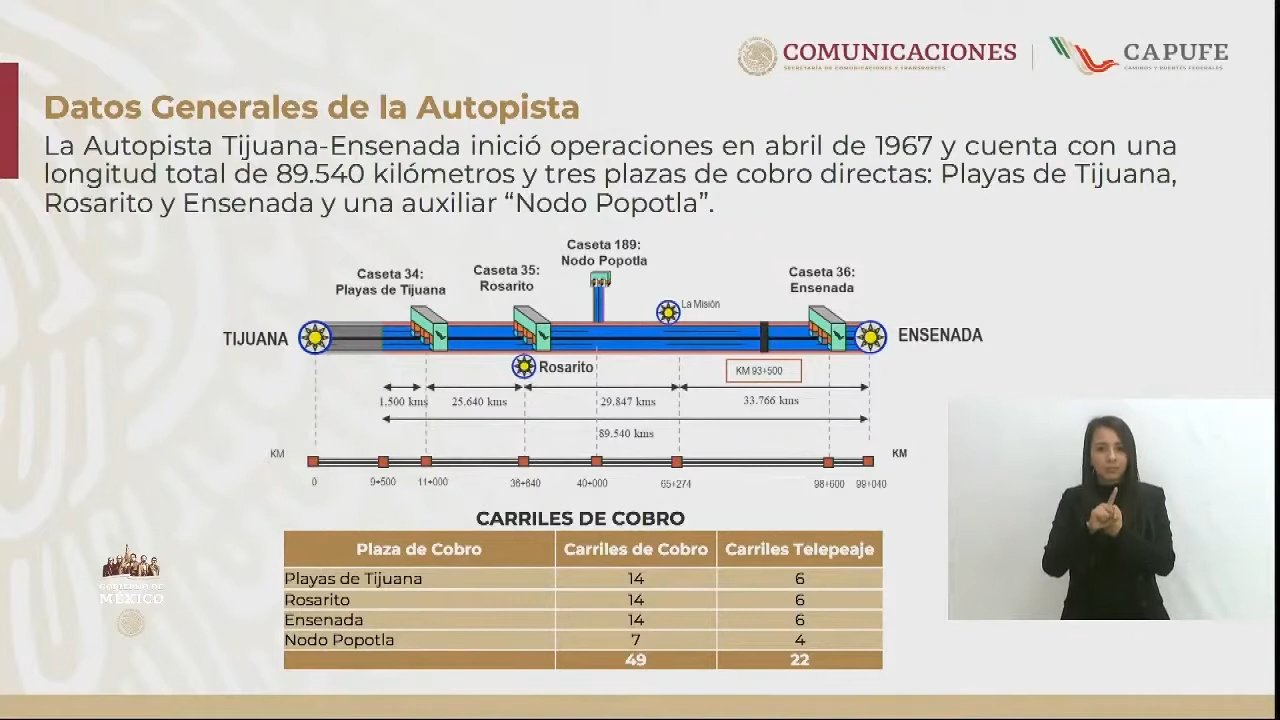 COMUNICACIONES
SECRETARÍA DE COMUNICACIONES Y TRANSPORTES
CAPUFE
CAMINOS Y PUENTES FEDERALES
Datos Generales de la Autopista
La Autopista Tijuana-Ensenada inició operaciones en abril de 1967 y cuenta con una
longitud total de 89.540 kilómetros y tres plazas de cobro directas: Playas de Tijuana,
Rosarito y Ensenada y una auxiliar “Nodo Popotla”.
Caseta 34:
Playas de Tijuana
Caseta 35:
Rosarito
Caseta 189:
Nodo Popotla
La Misión
Caseta 36:
Ensenada
TIJUANA
ENSENADA
Rosarito
KM 93+500
1.500 kms
25.640 kms
29.847 kms
33.766 kms
89.540 kms
KM
KM
0
9+500
11+000
36+640
40+000
65+274
98+600
99+040
CARRILES DE COBRO
Plaza de Cobro Carriles de Cobro Carriles Telepeaje
Playas de Tijuana 14 6
Rosarito 14 6
Ensenada 14 6
Nodo Popotla 7 4
49 22
GOBIERNO DE
MÉXICO